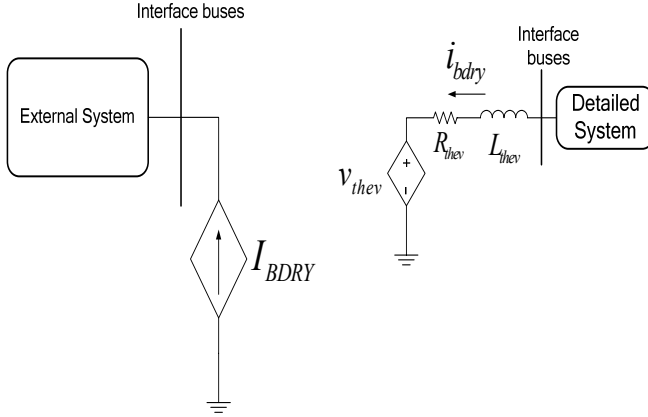 Interface buses
External System
I_BDRY
Interface
buses
i_bdry
Detailed
System
R_thev
L_thev
v_thev
+
-